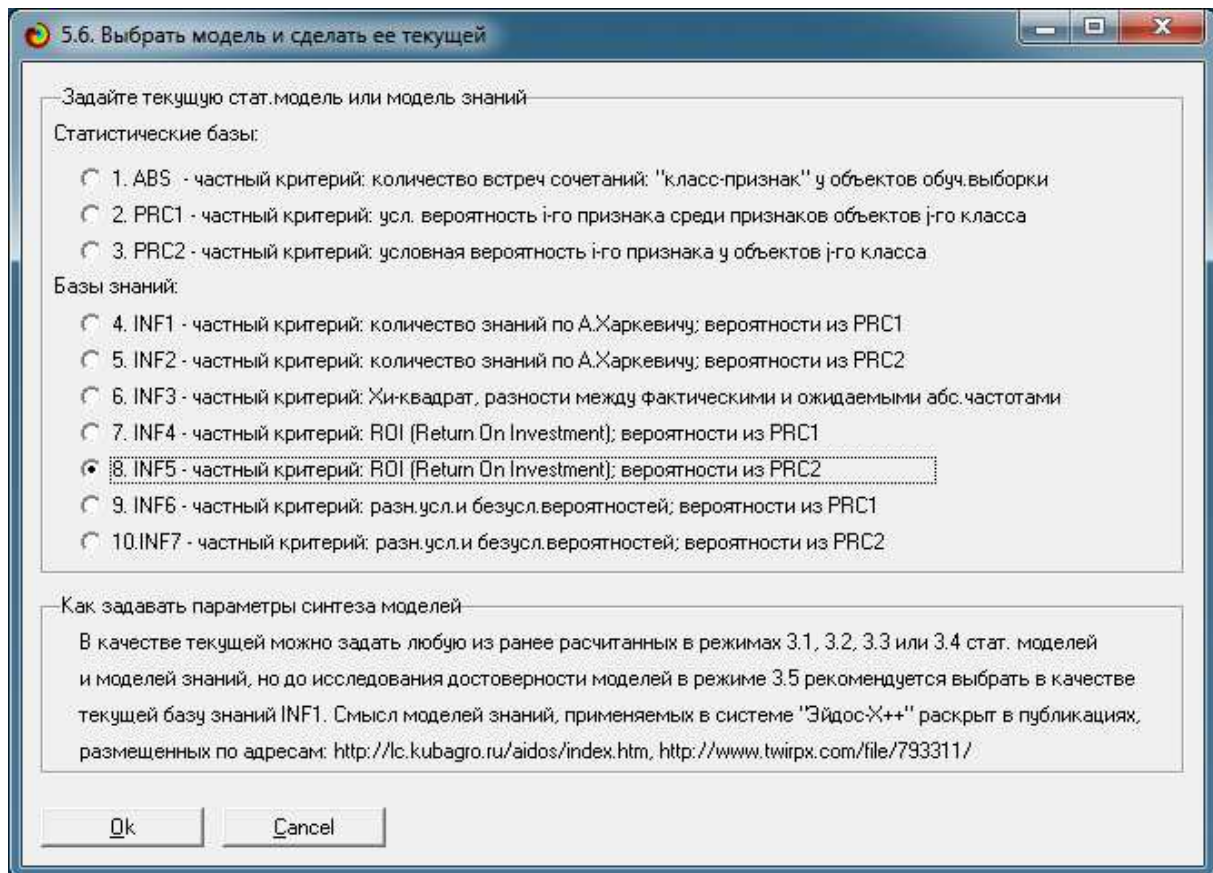 5.6. Выбрать модель и сделать ее текущей
Задайте текущую стат.модель или модель знаний
Статистические базы:
1. ABS - частный критерий: количество встреч сочетаний: "класс-признак" у объектов обуч.выборки
2. PRC1 - частный критерий: усл. вероятность i-го признака среди признаков объектов j-го класса
3. PRC2 - частный критерий: условная вероятность i-го признака у объектов j-го класса
Базы знаний:
4. INF1 - частный критерий: количество знаний по А.Харкевичу; вероятности из PRC1
5. INF2 - частный критерий: количество знаний по А.Харкевичу; вероятности из PRC2
6. INF3 - частный критерий: Хи-квадрат, разности между фактическими и ожидаемыми абс.частотами
7. INF4 - частный критерий: ROI (Return On Investment); вероятности из PRC1
8. INF5 - частный критерий: ROI (Return On Investment); вероятности из PRC2
9. INF6 - частный критерий: разн.усл.и безусл.вероятностей; вероятности из PRC1
10.INF7 - частный критерий: разн.усл.и безусл.вероятностей; вероятности из PRC2
Как задавать параметры синтеза моделей
В качестве текущей можно задать любую из ранее расчитанных в режимах 3.1, 3.2, 3.3 или 3.4 стат. моделей
и моделей знаний, но до исследования достоверности моделей в режиме 3.5 рекомендуется выбрать в качестве
текущей базу знаний INF1. Смысл моделей знаний, применяемых в системе "Эйдос-Х++" раскрыт в публикациях,
размещенных по адресам: http://lc.kubagro.ru/aidos/index.htm, http://www.twirpx.com/file/793311/
Ok
Cancel